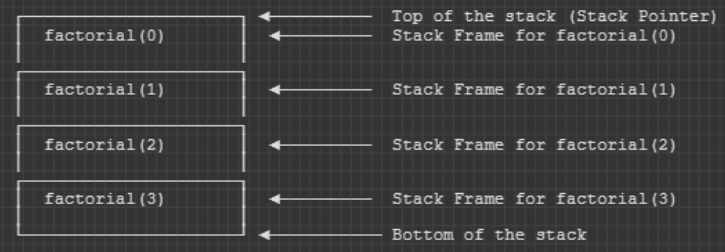 Top of the stack (Stack Pointer)
factorial(0) Stack Frame for factorial(0)
factorial(1) Stack Frame for factorial(1)
factorial(2) Stack Frame for factorial(2)
factorial(3) Stack Frame for factorial(3)
Bottom of the stack